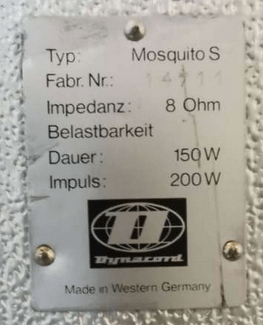 Typ: Mosquito S
Fabr. Nr.:
Impedanz: 8 Ohm
Belastbarkeit
Dauer: 150 W
Impuls: 200 W
Dynacord
Made in Western Germany